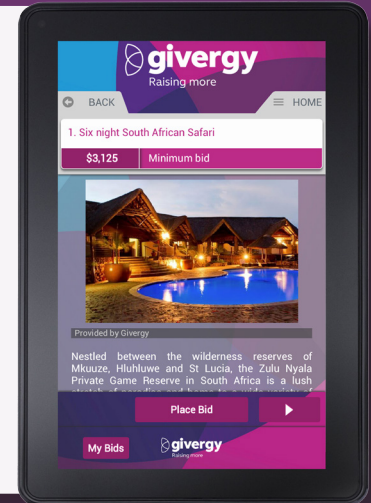 givergy
Raising more
BACK
HOME
1. Six night South African Safari
$3,125 Minimum bid
Provided by Givergy
Nestled between the wilderness reserves of
Mkuuze, Hluhluwe and St Lucia, the Zulu Nyala
Private Game Reserve in South Africa is a lush
Place Bid
My Bids
givergy
Raising more